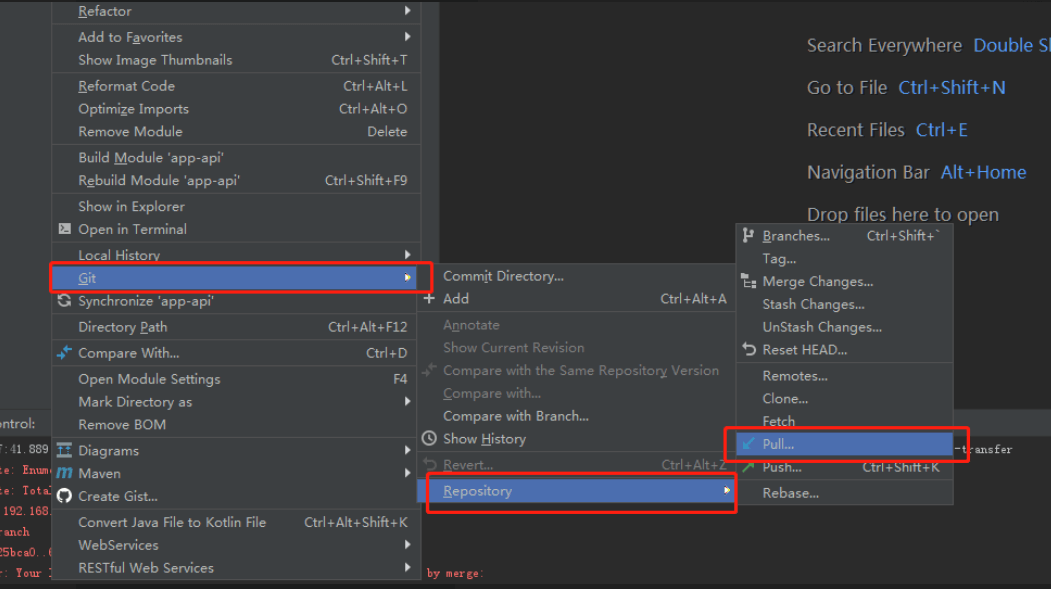 Refactor
Add to Favorites
Show Image Thumbnails Ctrl+Shift+T
Reformat Code Ctrl+Alt+L
Optimize Imports Ctrl+Alt+O
Remove Module Delete
Build Module 'app-api'
Rebuild Module 'app-api' Ctrl+Shift+F9
Show in Explorer
Open in Terminal
Local History
Git
Synchronize 'app-api'
Directory Path Ctrl+Alt+F12
Compare With... Ctrl+D
Open Module Settings F4
Mark Directory as
Remove BOM
Diagrams
Maven
Create Gist...
Convert Java File to Kotlin File Ctrl+Alt+Shift+K
WebServices
RESTful Web Services
Commit Directory...
Add Ctrl+Alt+A
Annotate
Show Current Revision
Compare with the Same Repository Version
Compare with...
Compare with Branch...
Show History
Revert... Ctrl+Alt+Z
Repository
Branches... Ctrl+Shift+`
Tag...
Merge Changes...
Stash Changes...
UnStash Changes...
Reset HEAD...
Remotes...
Clone...
Fetch
Pull...
Push... Ctrl+Shift+K
Rebase...
Search Everywhere Double
Go to File Ctrl+Shift+N
Recent Files Ctrl+E
Navigation Bar Alt+Home
Drop files here to open
ontrol:
41.889
-transfer
te: Enum
te: Tota
192.168.
ranch
25bca0..
r: Your
by merge: